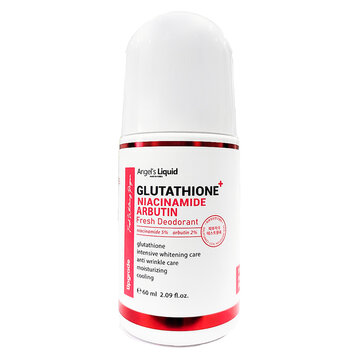 Angel's Liquid
GLUTATHIONE+
NIACINAMIDE
ARBUTIN
Fresh Deodorant
niacinamide 5% arbutin 2%
glutathione
intensive whitening care
anti wrinkle care
moisturizing
cooling
℮ 60 ml 2.09 fl.oz.
Upgrade